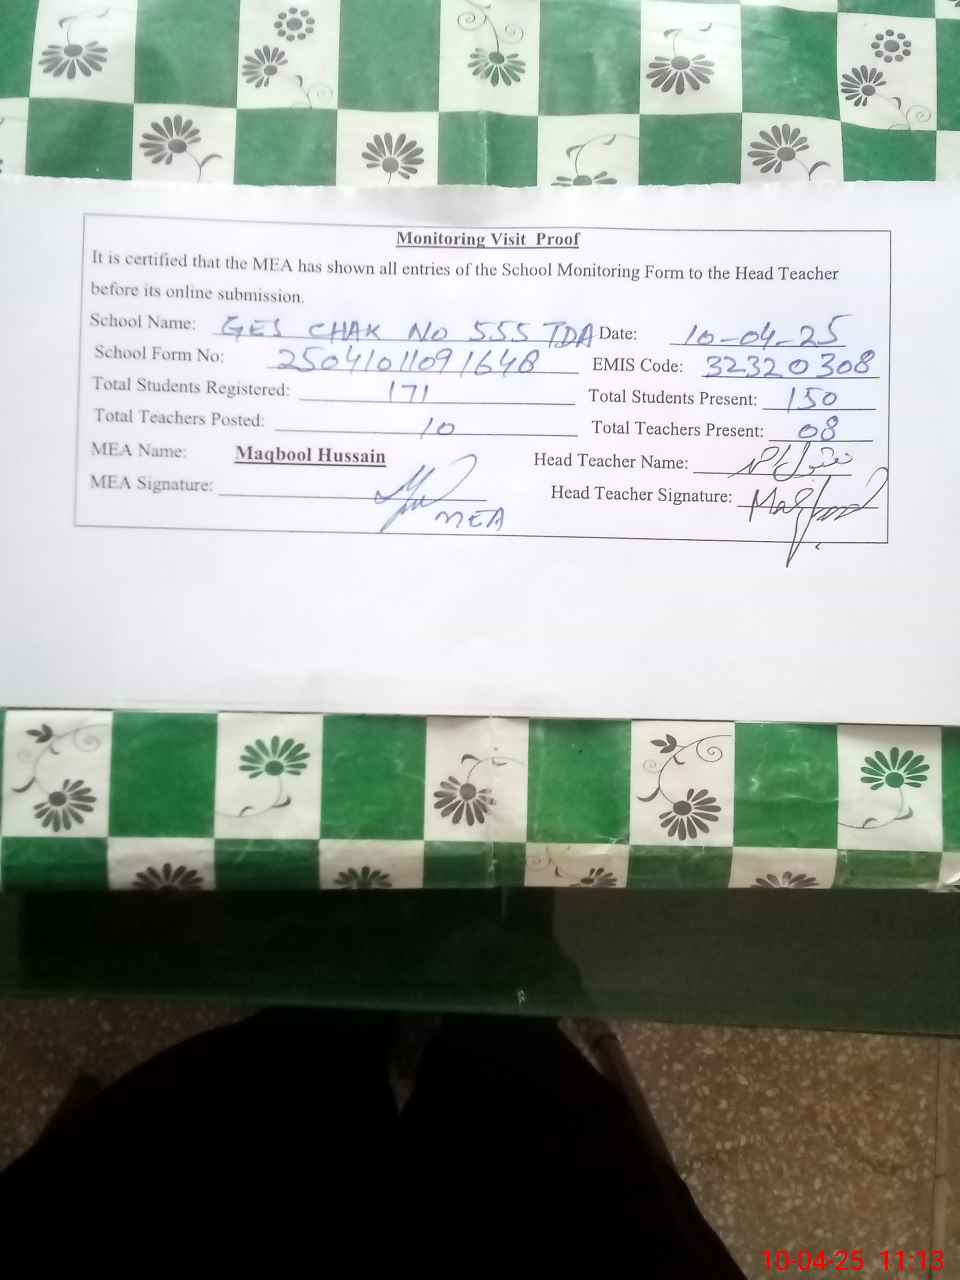 Monitoring Visit Proof
It is certified that the MEA has shown all entries of the School Monitoring Form to the Head Teacher
before its online submission.
School Name: GES CHAK NO 555 TDA Date: 10-04-25
School Form No: 2504101109 1648 EMIS Code: 32320308
Total Students Registered: 171 Total Students Present: 150
Total Teachers Posted: 10 Total Teachers Present: 08
MEA Name: Maqbool Hussain Head Teacher Name:
MEA Signature: MEA Head Teacher Signature:
10-04-25 11:13